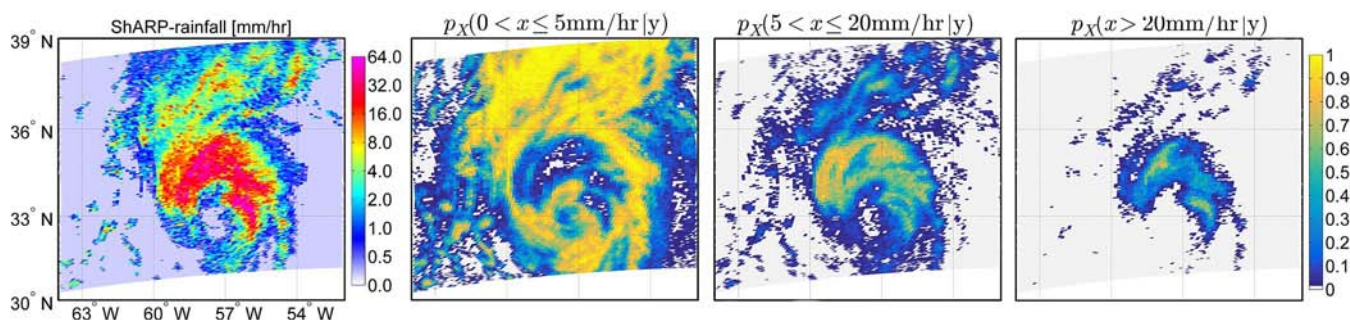 ShARP-rainfall [mm/hr]
p_X(0 < x ≤ 5mm/hr|y)
p_X(5 < x ≤ 20mm/hr|y)
p_X(x > 20mm/hr|y)
39° N
36° N
33° N
30° N
63° W
60° W
57° W
54° W
64.0
32.0
16.0
8.0
4.0
2.0
1.0
0.5
0.0
1
0.9
0.8
0.7
0.6
0.5
0.4
0.3
0.2
0.1
0